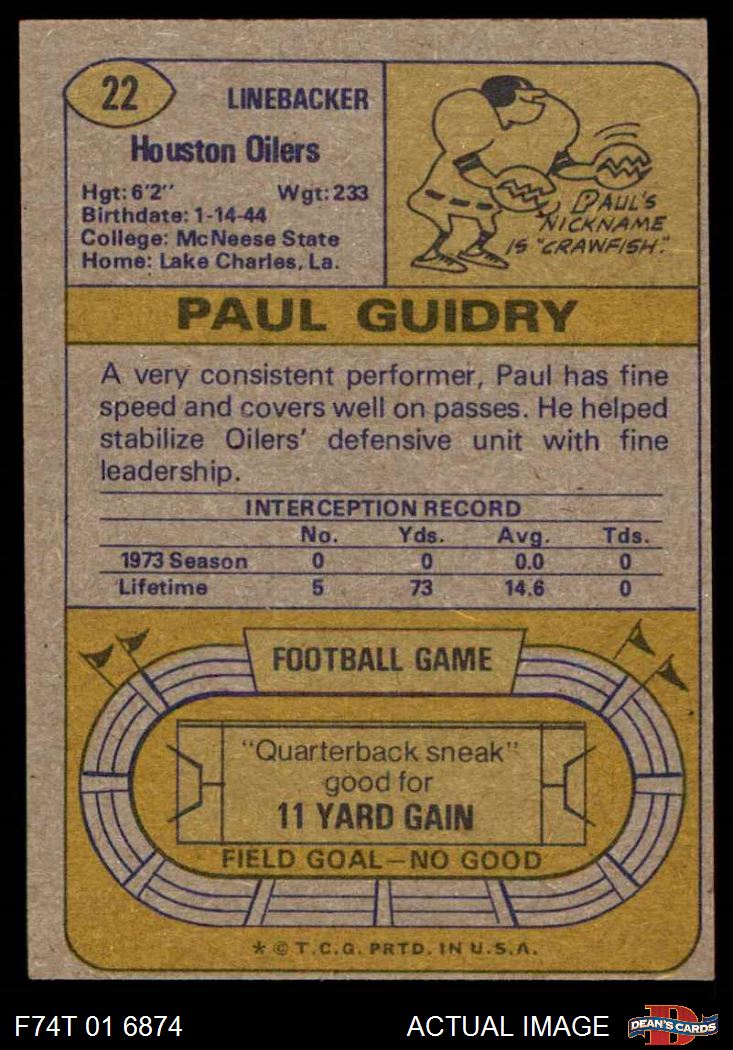 22
LINEBACKER
Houston Oilers
Hgt: 6'2" Wgt: 233
Birthdate: 1-14-44
College: McNeese State
Home: Lake Charles, La.
PAUL'S
NICKNAME
IS "CRAWFISH."
PAUL GUIDRY
A very consistent performer, Paul has fine
speed and covers well on passes. He helped
stabilize Oilers' defensive unit with fine
leadership.
INTERCEPTION RECORD
No. Yds. Avg. Tds.
1973 Season 0 0 0.0 0
Lifetime 5 73 14.6 0
FOOTBALL GAME
"Quarterback sneak"
good for
11 YARD GAIN
FIELD GOAL—NO GOOD
* © T.C.G. PRTD. IN U.S.A.
F74T 01 6874 ACTUAL IMAGE D DEAN'S CARDS